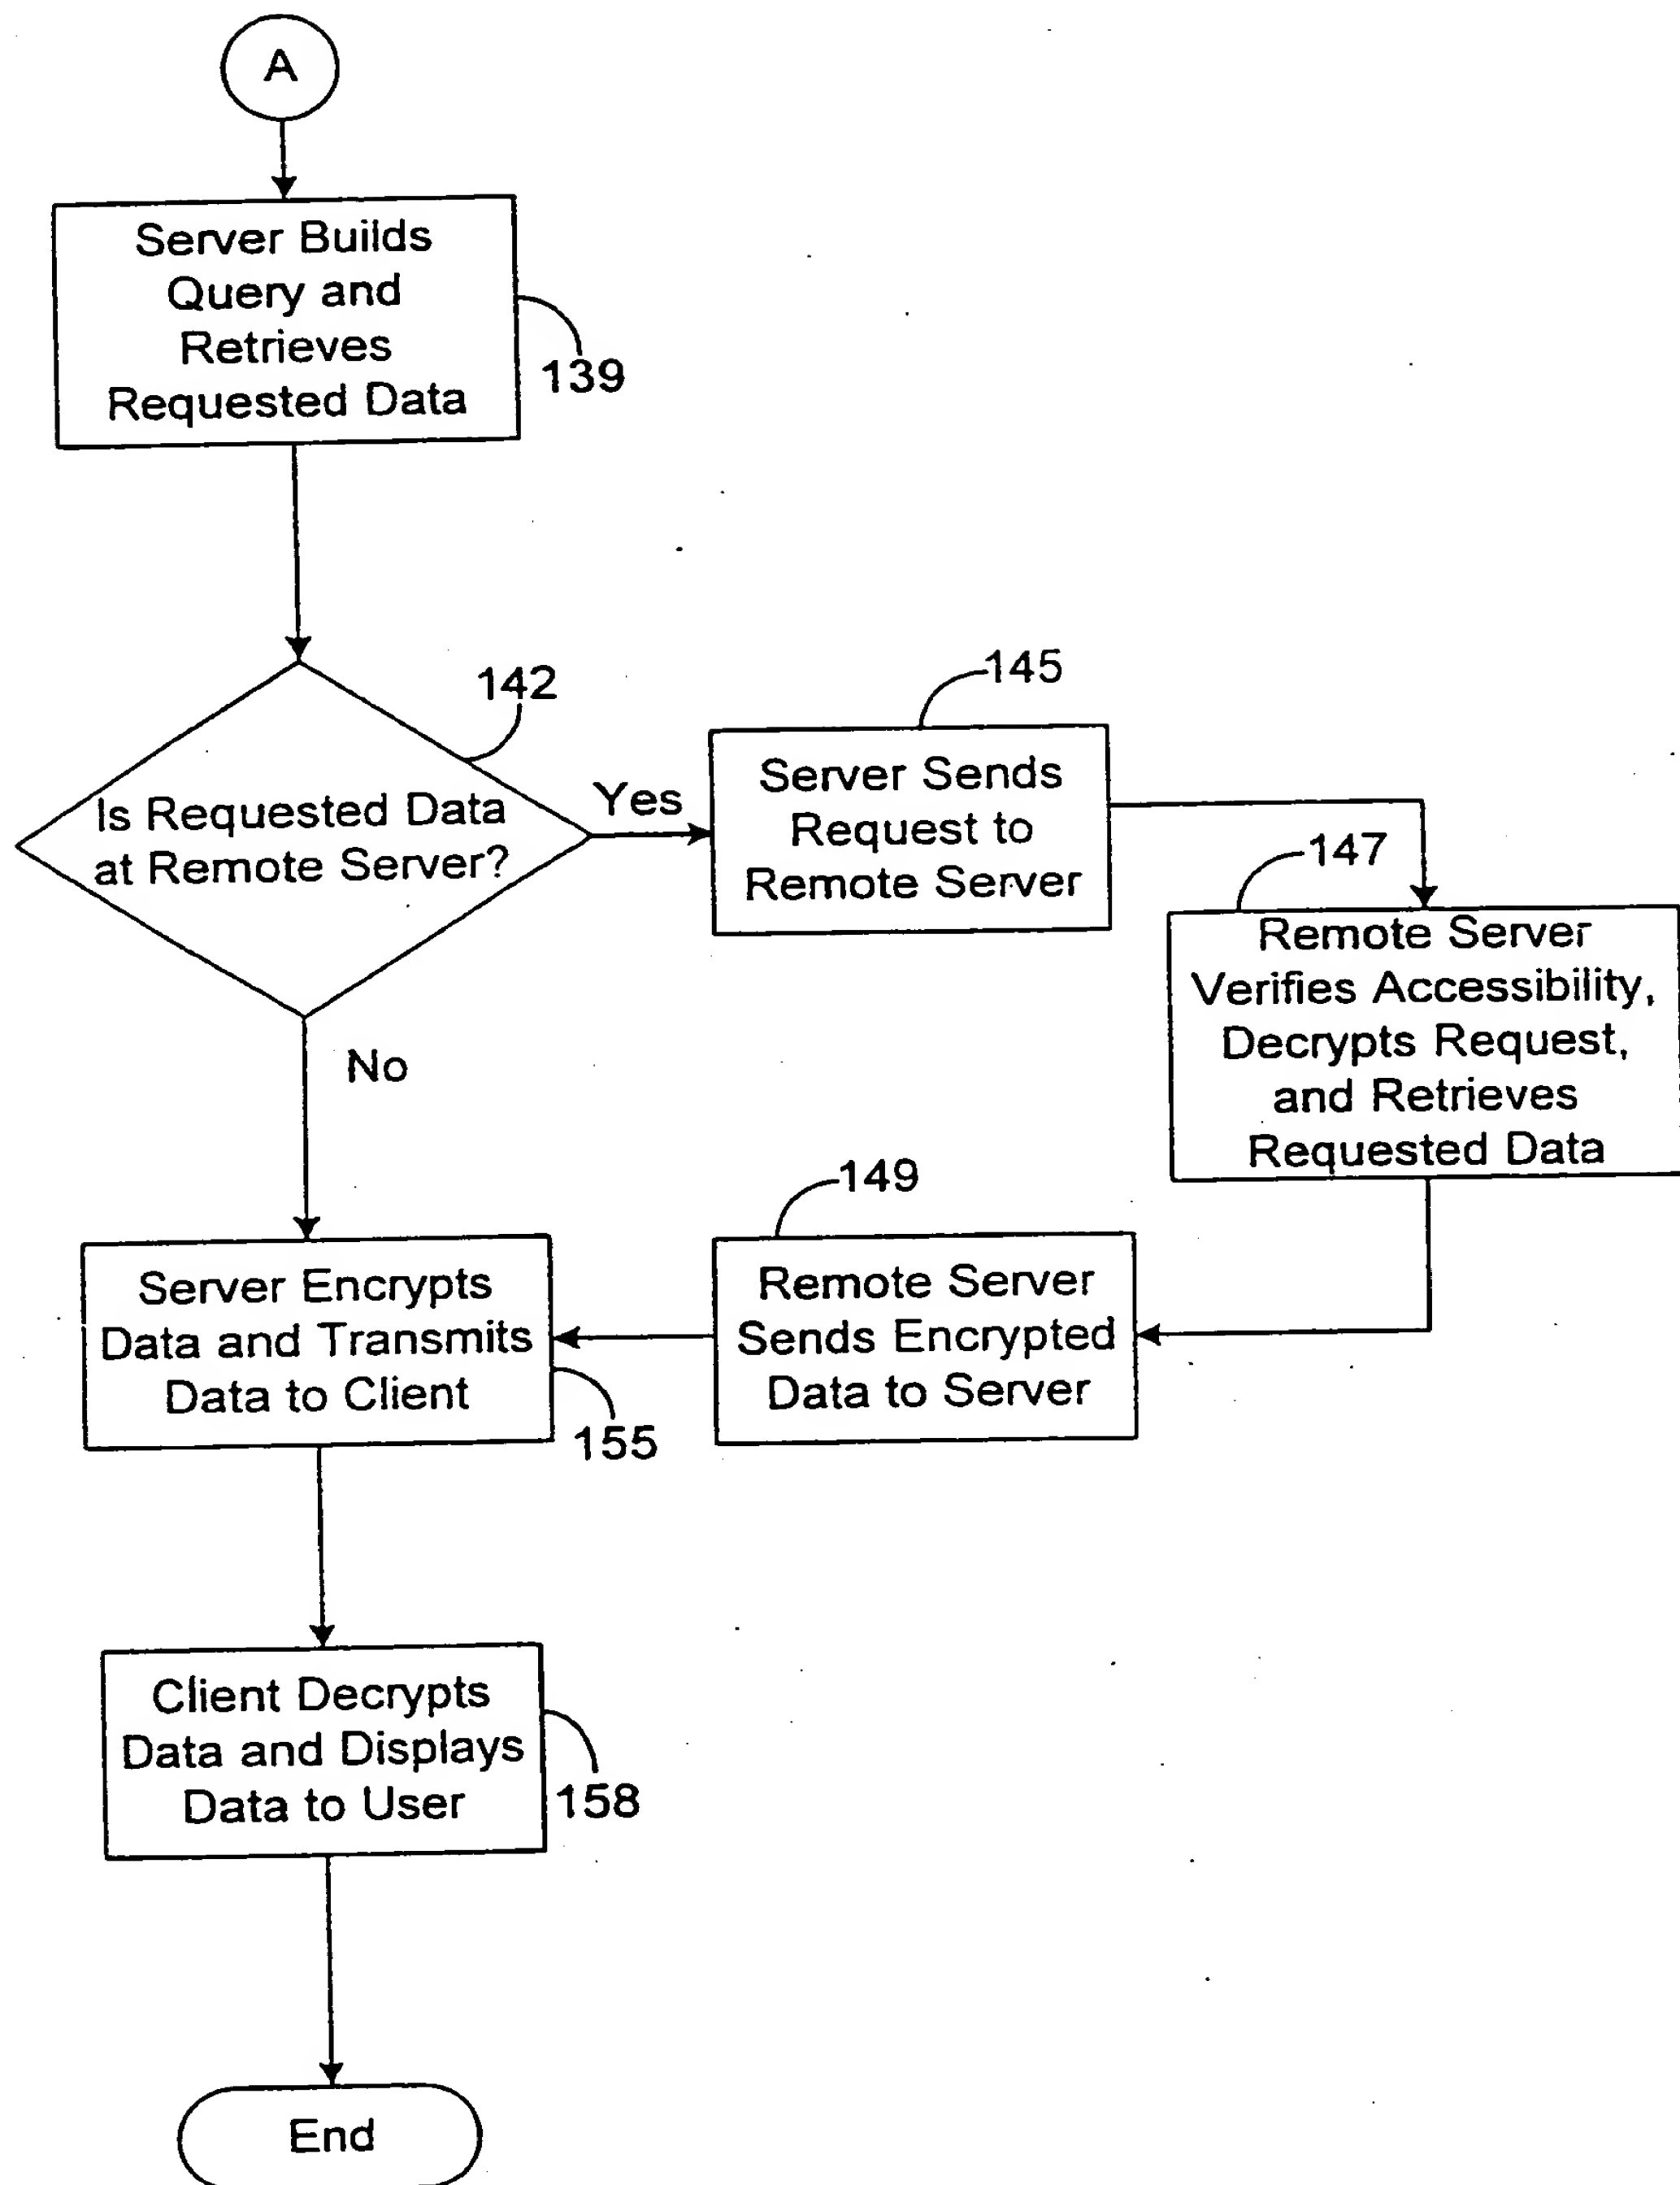 A
Server Builds
Query and
Retrieves
Requested Data
139
142
Is Requested Data
at Remote Server?
Yes
145
Server Sends
Request to
Remote Server
147
Remote Server
Verifies Accessibility,
Decrypts Request,
and Retrieves
Requested Data
No
149
Remote Server
Sends Encrypted
Data to Server
Server Encrypts
Data and Transmits
Data to Client
155
Client Decrypts
Data and Displays
Data to User
158
End